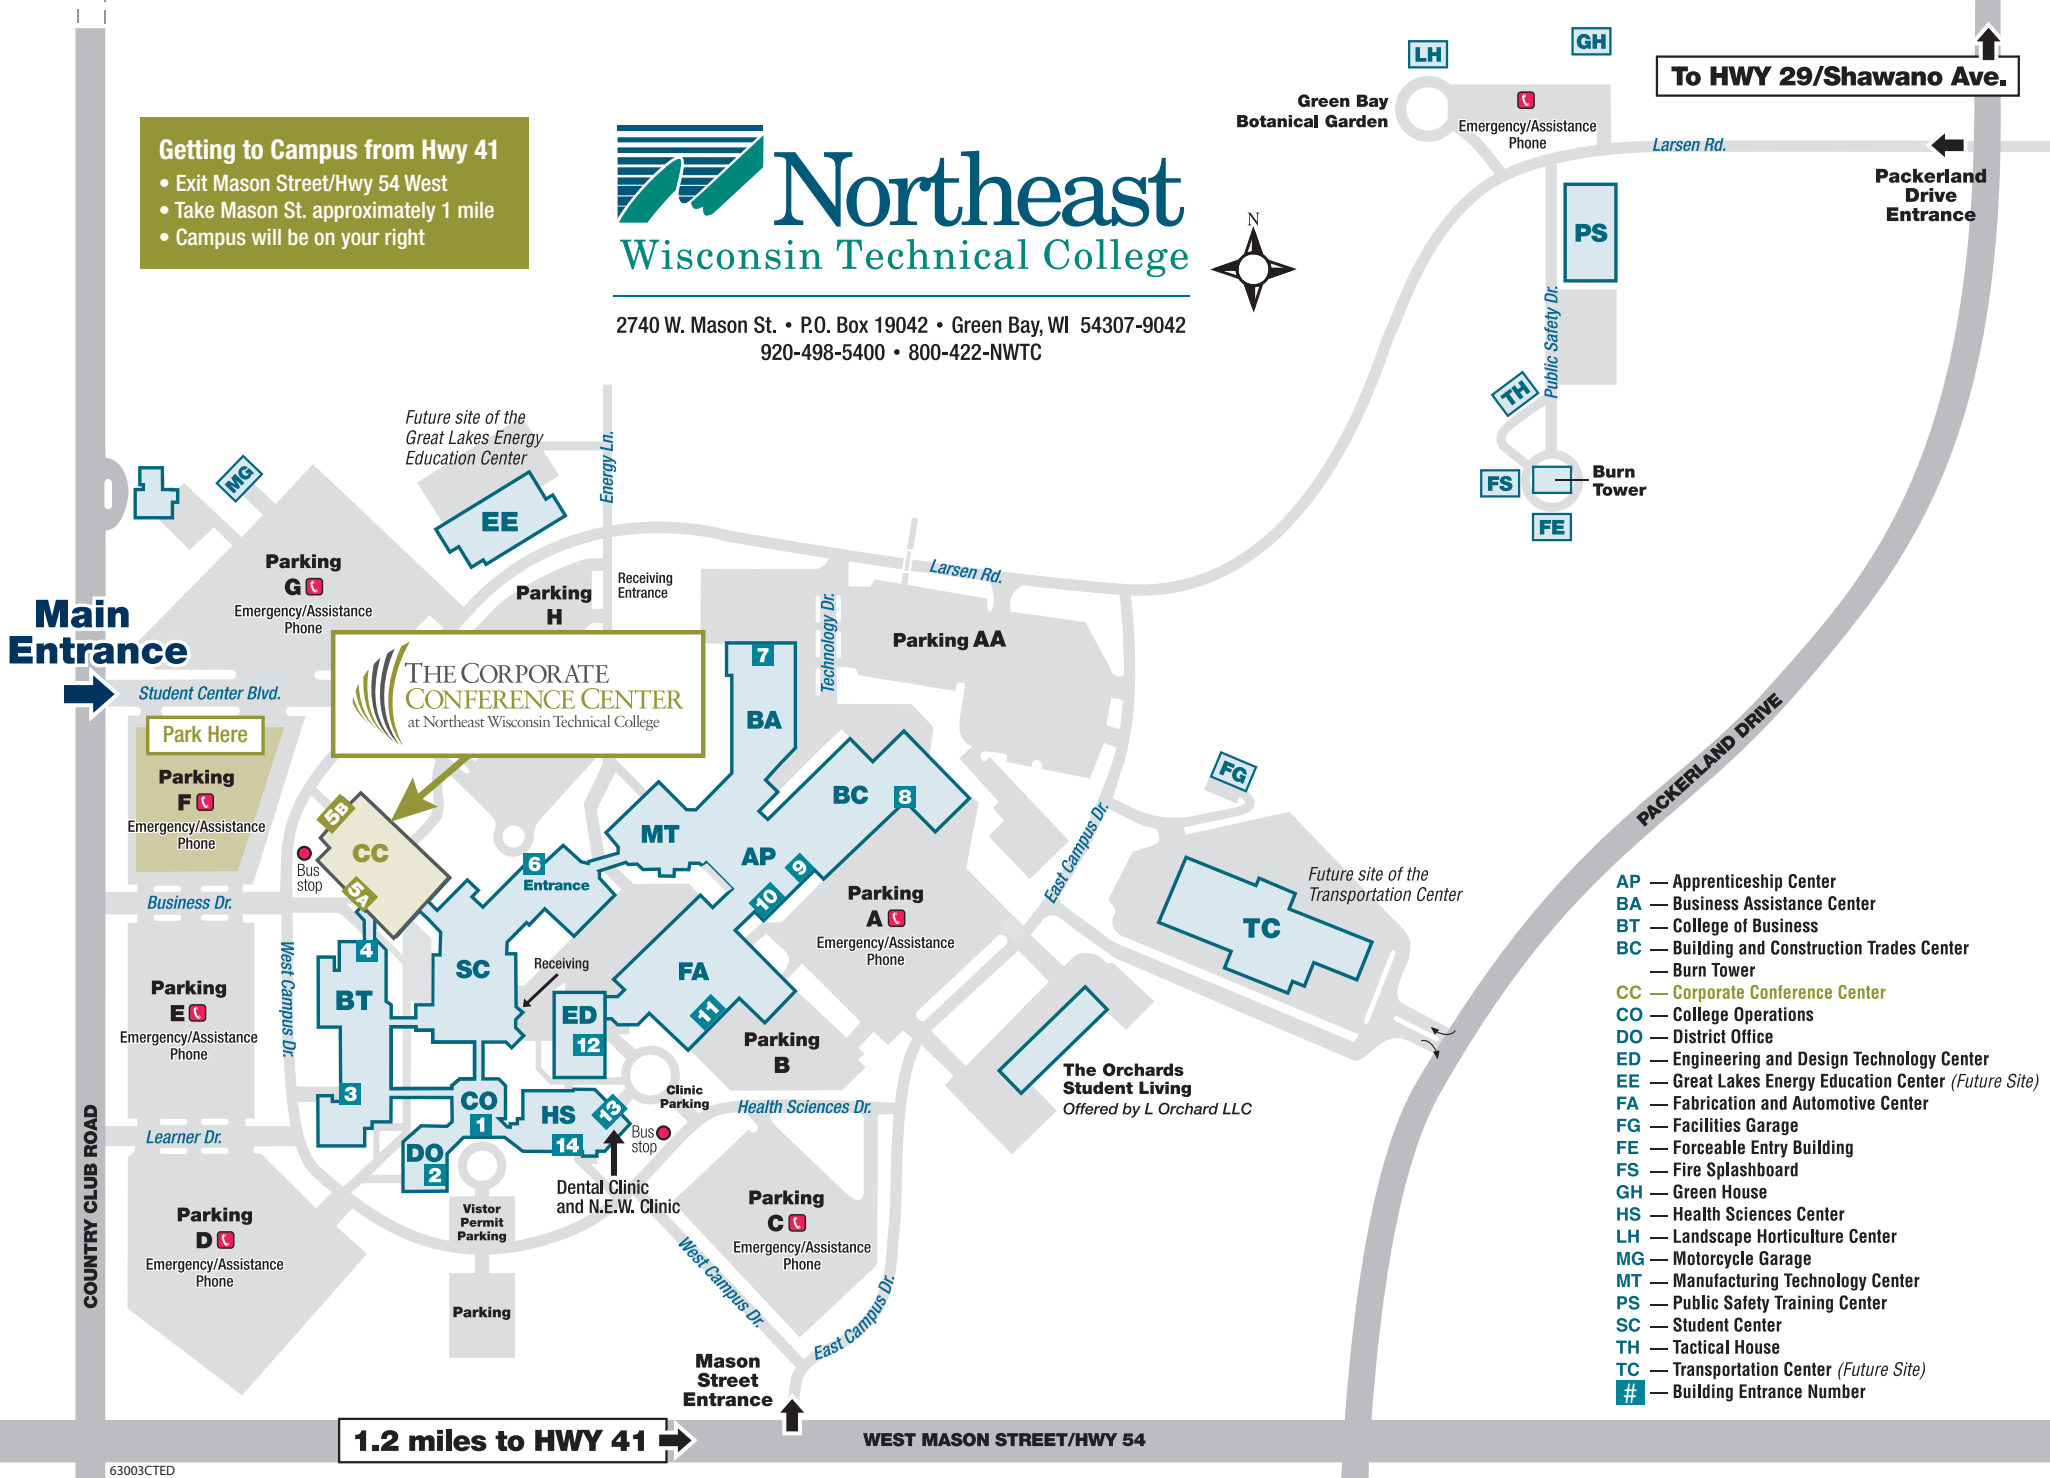 To HWY 29/Shawano Ave.
LH
GH
Green Bay
Botanical Garden
Emergency/Assistance
Phone
Larsen Rd.
Packerland
Drive
Entrance
Getting to Campus from Hwy 41
• Exit Mason Street/Hwy 54 West
• Take Mason St. approximately 1 mile
• Campus will be on your right
Northeast
Wisconsin Technical College
2740 W. Mason St. • P.O. Box 19042 • Green Bay, WI 54307-9042
920-498-5400 • 800-422-NWTC
N
PS
Public Safety Dr.
TH
FS
Burn
Tower
FE
Future site of the
Great Lakes Energy
Education Center
Energy Ln.
MG
EE
Parking
G
Emergency/Assistance
Phone
Parking
H
Receiving
Entrance
Larsen Rd.
Technology Dr.
Parking AA
Main
Entrance
Student Center Blvd.
THE CORPORATE
CONFERENCE CENTER
at Northeast Wisconsin Technical College
7
BA
Park Here
Parking
F
Emergency/Assistance
Phone
5B
CC
5A
Bus
stop
MT
BC
8
AP
9
10
6
Entrance
FG
PACKERLAND DRIVE
East Campus Dr.
Future site of the
Transportation Center
TC
Business Dr.
West Campus Dr.
Parking
A
Emergency/Assistance
Phone
4
SC
Receiving
FA
11
BT
Parking
E
Emergency/Assistance
Phone
ED
12
Parking
B
The Orchards
Student Living
Offered by L Orchard LLC
3
CO
1
HS
13
14
Clinic
Parking
Health Sciences Dr.
Bus
stop
Learner Dr.
DO
2
Dental Clinic
and N.E.W. Clinic
COUNTRY CLUB ROAD
Parking
D
Emergency/Assistance
Phone
Vistor
Permit
Parking
Parking
C
Emergency/Assistance
Phone
West Campus Dr.
East Campus Dr.
Parking
Mason
Street
Entrance
AP — Apprenticeship Center
BA — Business Assistance Center
BT — College of Business
BC — Building and Construction Trades Center
— Burn Tower
CC — Corporate Conference Center
CO — College Operations
DO — District Office
ED — Engineering and Design Technology Center
EE — Great Lakes Energy Education Center (Future Site)
FA — Fabrication and Automotive Center
FG — Facilities Garage
FE — Forceable Entry Building
FS — Fire Splashboard
GH — Green House
HS — Health Sciences Center
LH — Landscape Horticulture Center
MG — Motorcycle Garage
MT — Manufacturing Technology Center
PS — Public Safety Training Center
SC — Student Center
TH — Tactical House
TC — Transportation Center (Future Site)
# — Building Entrance Number
1.2 miles to HWY 41
WEST MASON STREET/HWY 54
63003CTED